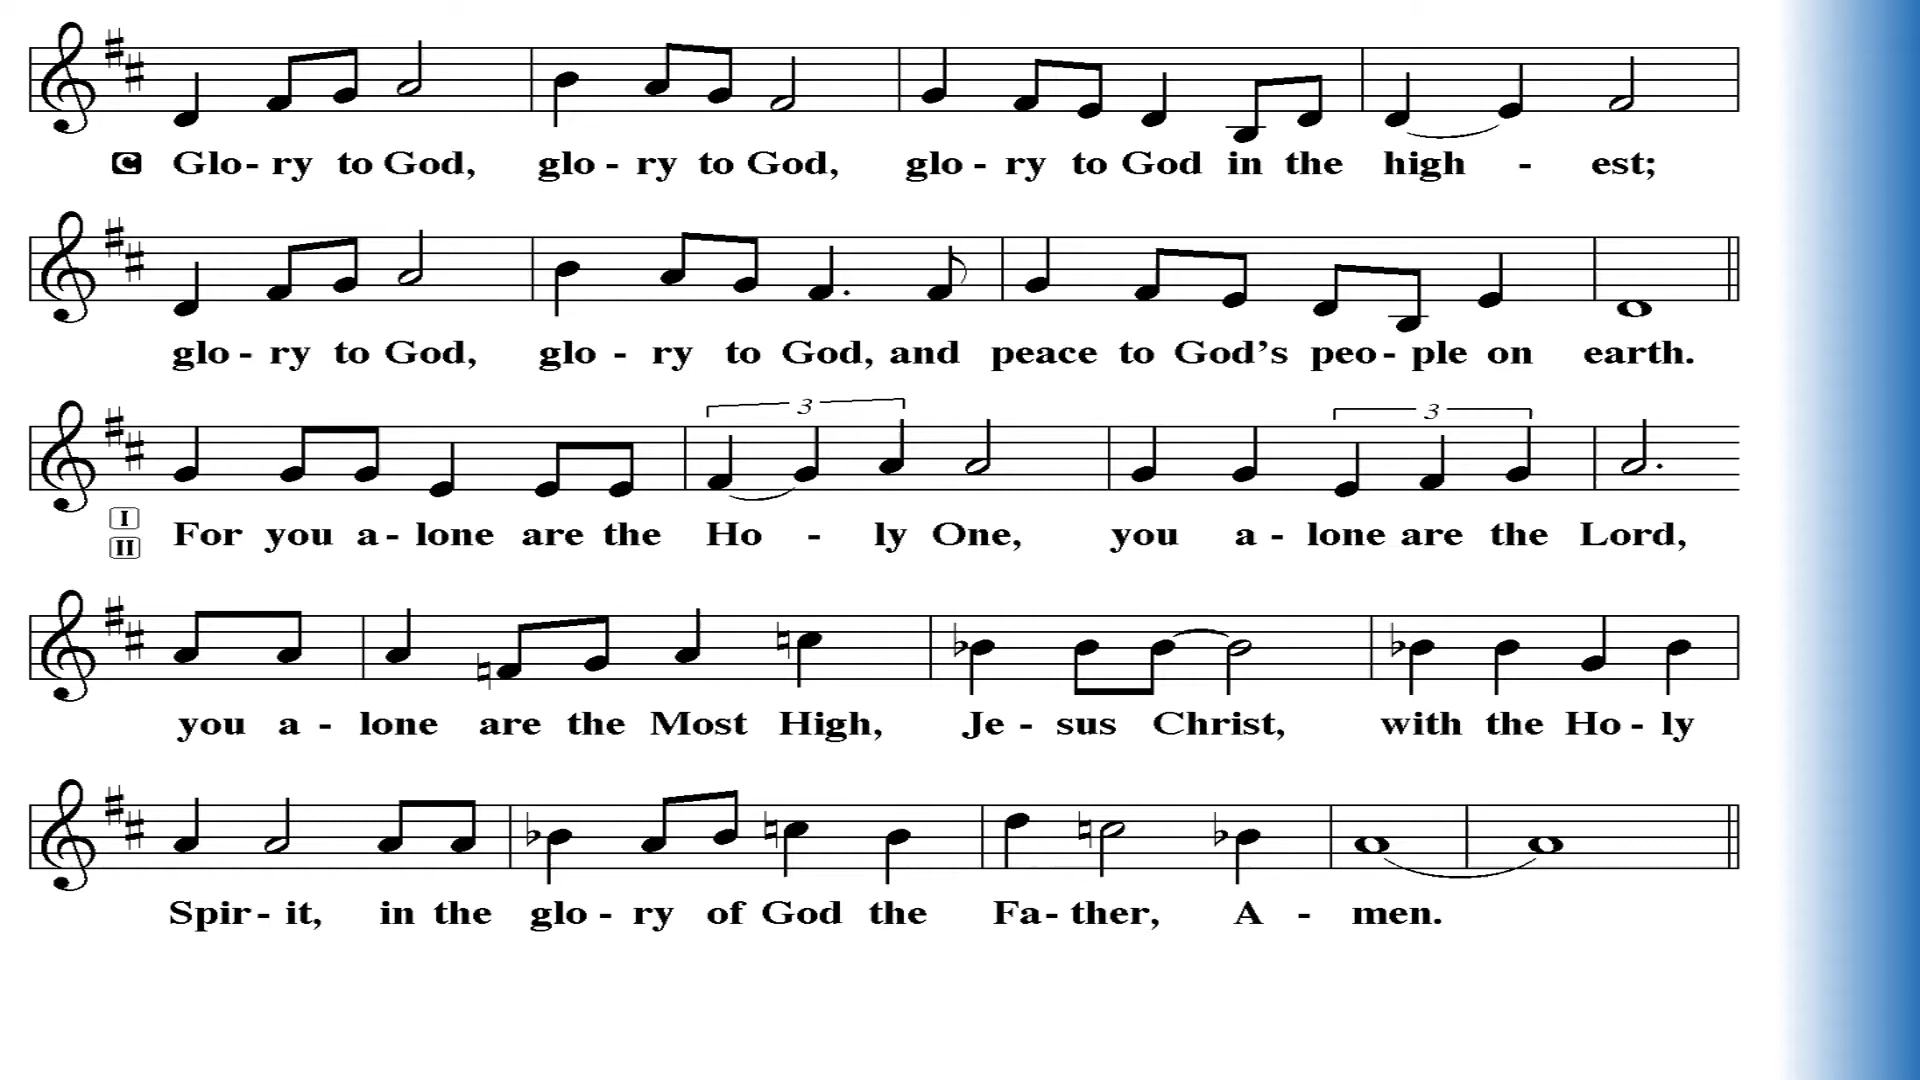 C Glo- ry to God, glo - ry to God, glo - ry to God in the high - est;
glo - ry to God, glo - ry to God, and peace to God's peo- ple on earth.
3 3
I II For you a - lone are the Ho - ly One, you a - lone are the Lord,
you a - lone are the Most High, Je - sus Christ, with the Ho - ly
Spir - it, in the glo - ry of God the Fa- ther, A - men.